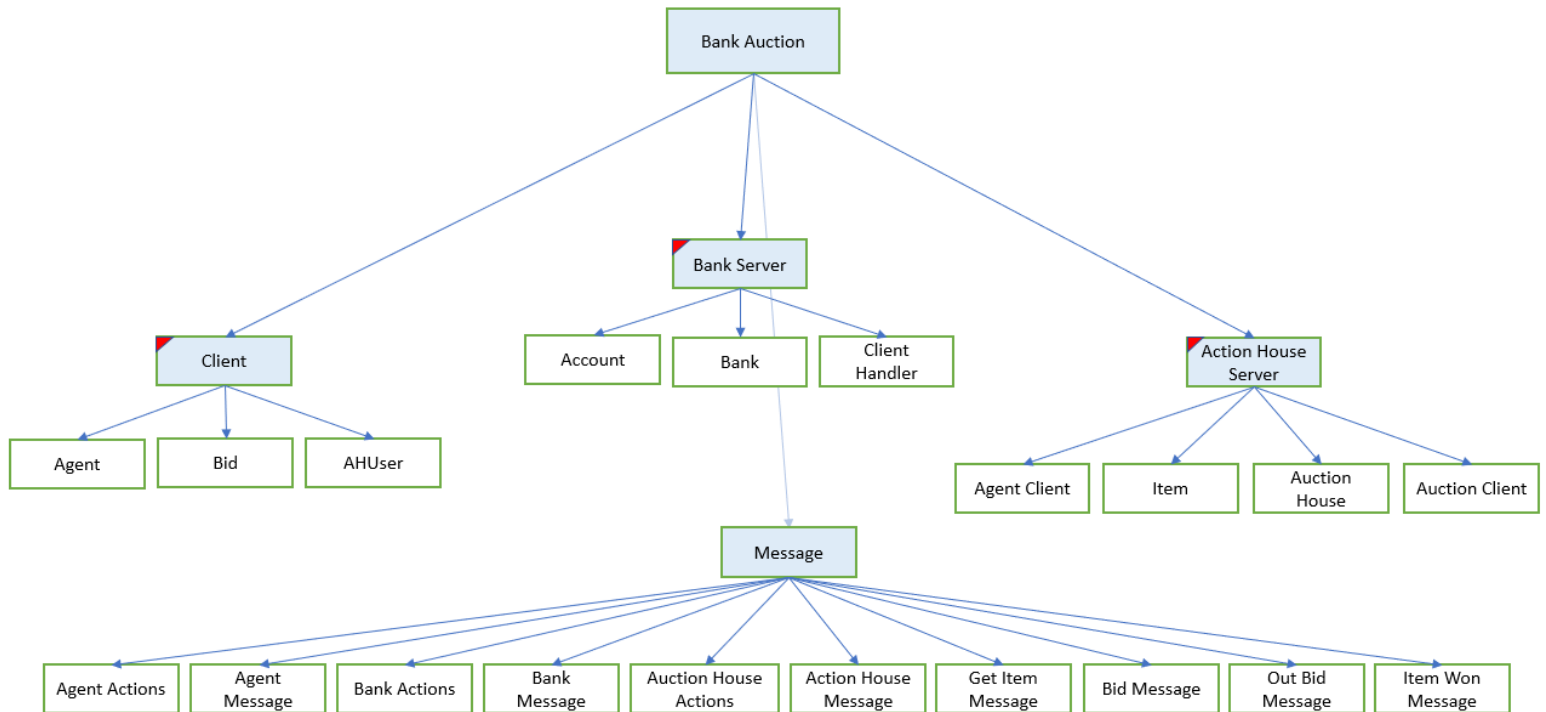 Bank Auction
Bank Server
Client
Account
Bank
Client
Handler
Action House
Server
Agent
Bid
AHUser
Agent Client
Item
Auction
House
Auction Client
Message
Agent Actions
Agent
Message
Bank Actions
Bank
Message
Auction House
Actions
Action House
Message
Get Item
Message
Bid Message
Out Bid
Message
Item Won
Message